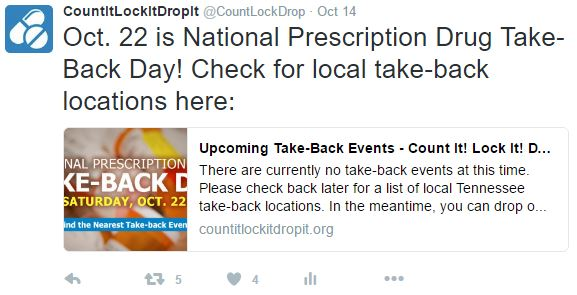 CountItLockItDropIt @CountLockDrop · Oct 14
Oct. 22 is National Prescription Drug Take-
Back Day! Check for local take-back
locations here:
NAL PRESCRIPTION
KE-BACK D
SATURDAY, OCT. 22
ind the Nearest Take-back Even
Upcoming Take-Back Events - Count It! Lock It! D...
There are currently no take-back events at this time.
Please check back later for a list of local Tennessee
take-back locations. In the meantime, you can drop o...
countitlockitdropit.org
5
4